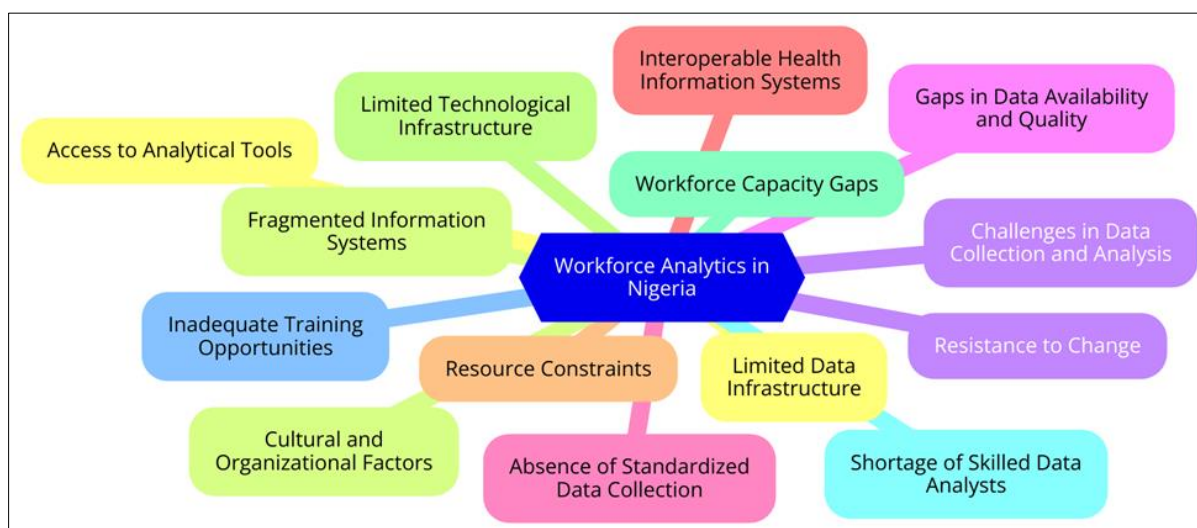 Interoperable Health
Information Systems
Limited Technological
Infrastructure
Gaps in Data Availability
and Quality
Access to Analytical Tools
Workforce Capacity Gaps
Fragmented Information
Systems
Challenges in Data
Collection and Analysis
Workforce Analytics in
Nigeria
Inadequate Training
Opportunities
Resistance to Change
Resource Constraints
Limited Data
Infrastructure
Cultural and
Organizational Factors
Absence of Standardized
Data Collection
Shortage of Skilled Data
Analysts